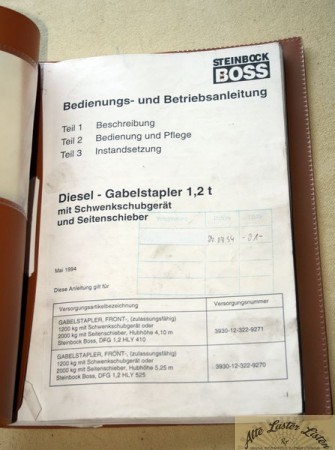 STEINBOCK
BOSS
Bedienungs- und Betriebsanleitung
Teil 1 Beschreibung
Teil 2 Bedienung und Pflege
Teil 3 Instandsetzung
Diesel - Gabelstapler 1,2 t
mit Schwenkschubgerät
und Seitenschieber
Mai 1994
Diese Anleitung gilt für
Versorgungsartikelbezeichnung Versorgungsnummer
GABELSTAPLER, FRONT-, (zulassungsfähig)
1200 kg mit Schwenkschubgerät oder
2000 kg mit Seitenschieber, Hubhöhe 4,10 m
Steinbock Boss, DFG 1,2 HLY 410
3930-12-322-9271
GABELSTAPLER, FRONT-, (zulassungsfähig)
1200 kg mit Schwenkschubgerät oder
2000 kg mit Seitenschieber, Hubhöhe 5,25 m
Steinbock Boss, DFG 1,2 HLY 525
3930-12-322-9270
Alte Laster Listen